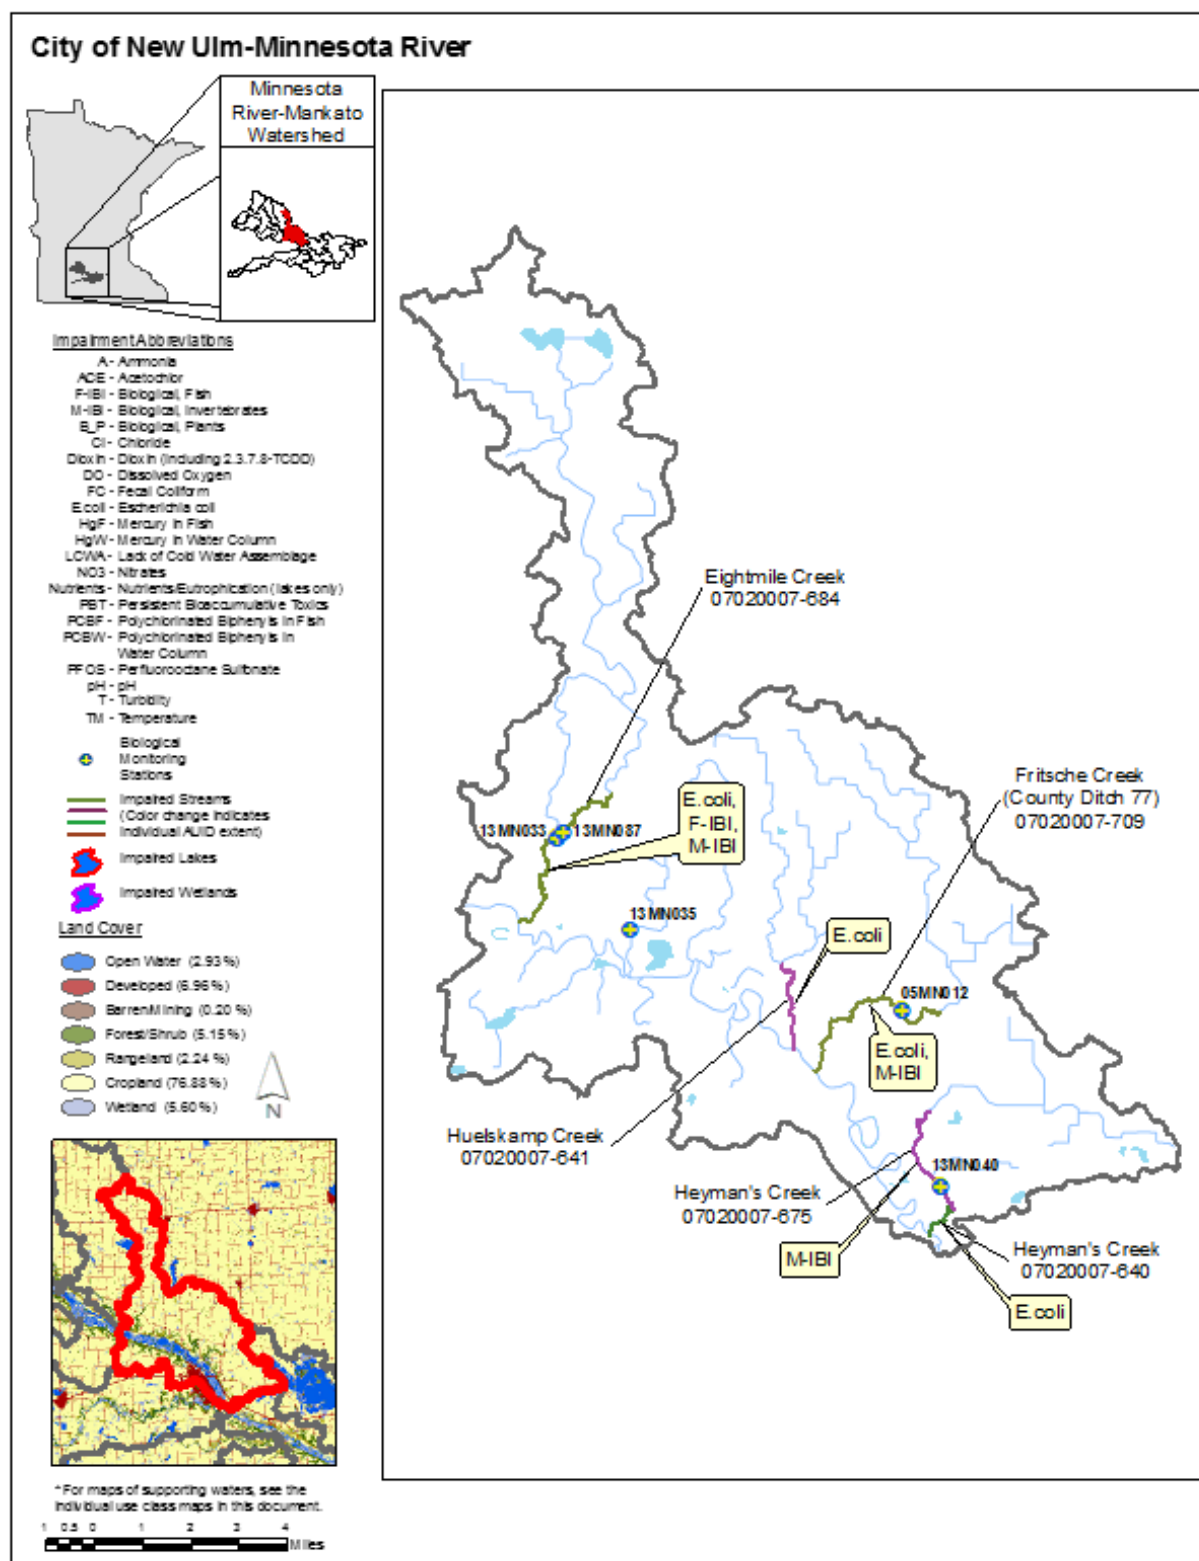 City of New Ulm-Minnesota River
Minnesota
River-Mankato
Watershed
Impairment Abbreviations
A - Ammonia
ACE - Acetochlor
F-IBI - Biological, Fish
M-IBI - Biological, Invertebrates
B_P - Biological, Plants
Cl - Chloride
Dioxin - Dioxin (Including 2.3.7.8-TCDD)
DO - Dissolved Oxygen
FC - Fecal Coliform
E.coli - Escherichia coli
HgF - Mercury in Fish
HgW - Mercury in Water Column
LCWA - Lack of Cold Water Assemblage
NO3 - Nitrates
Nutrients - Nutrients/Eutrophication (lakes only)
PBT - Persistent Bioaccumulative Toxics
PCBF - Polychlorinated Biphenyls in Fish
PCBW - Polychlorinated Biphenyls in
Water Column
PFOS - Perfluorooctane Sulfonate
pH - pH
T - Turbidity
TM - Temperature
Biological
Monitoring
Stations
Impaired Streams
(Color change indicates
Individual AUID extent)
Impaired Lakes
Impaired Wetlands
Land Cover
Open Water (2.93%)
Developed (6.96%)
Barren/Mining (0.20%)
Forest/Shrub (5.15%)
Rangeland (2.24%)
Cropland (76.88%)
Wetland (5.60%)
N
*For maps of supporting waters, see the
individual use class maps in this document.
1 0.5 0 1 2 3 4
Miles
Eightmile Creek
07020007-684
Fritsche Creek
(County Ditch 77)
07020007-709
E.coli,
F-IBI,
M-IBI
13MN033
13MN087
13MN035
E.coli
05MN012
E.coli,
M-IBI
Huelskamp Creek
07020007-641
Heyman's Creek
07020007-675
13MN040
M-IBI
Heyman's Creek
07020007-640
E.coli